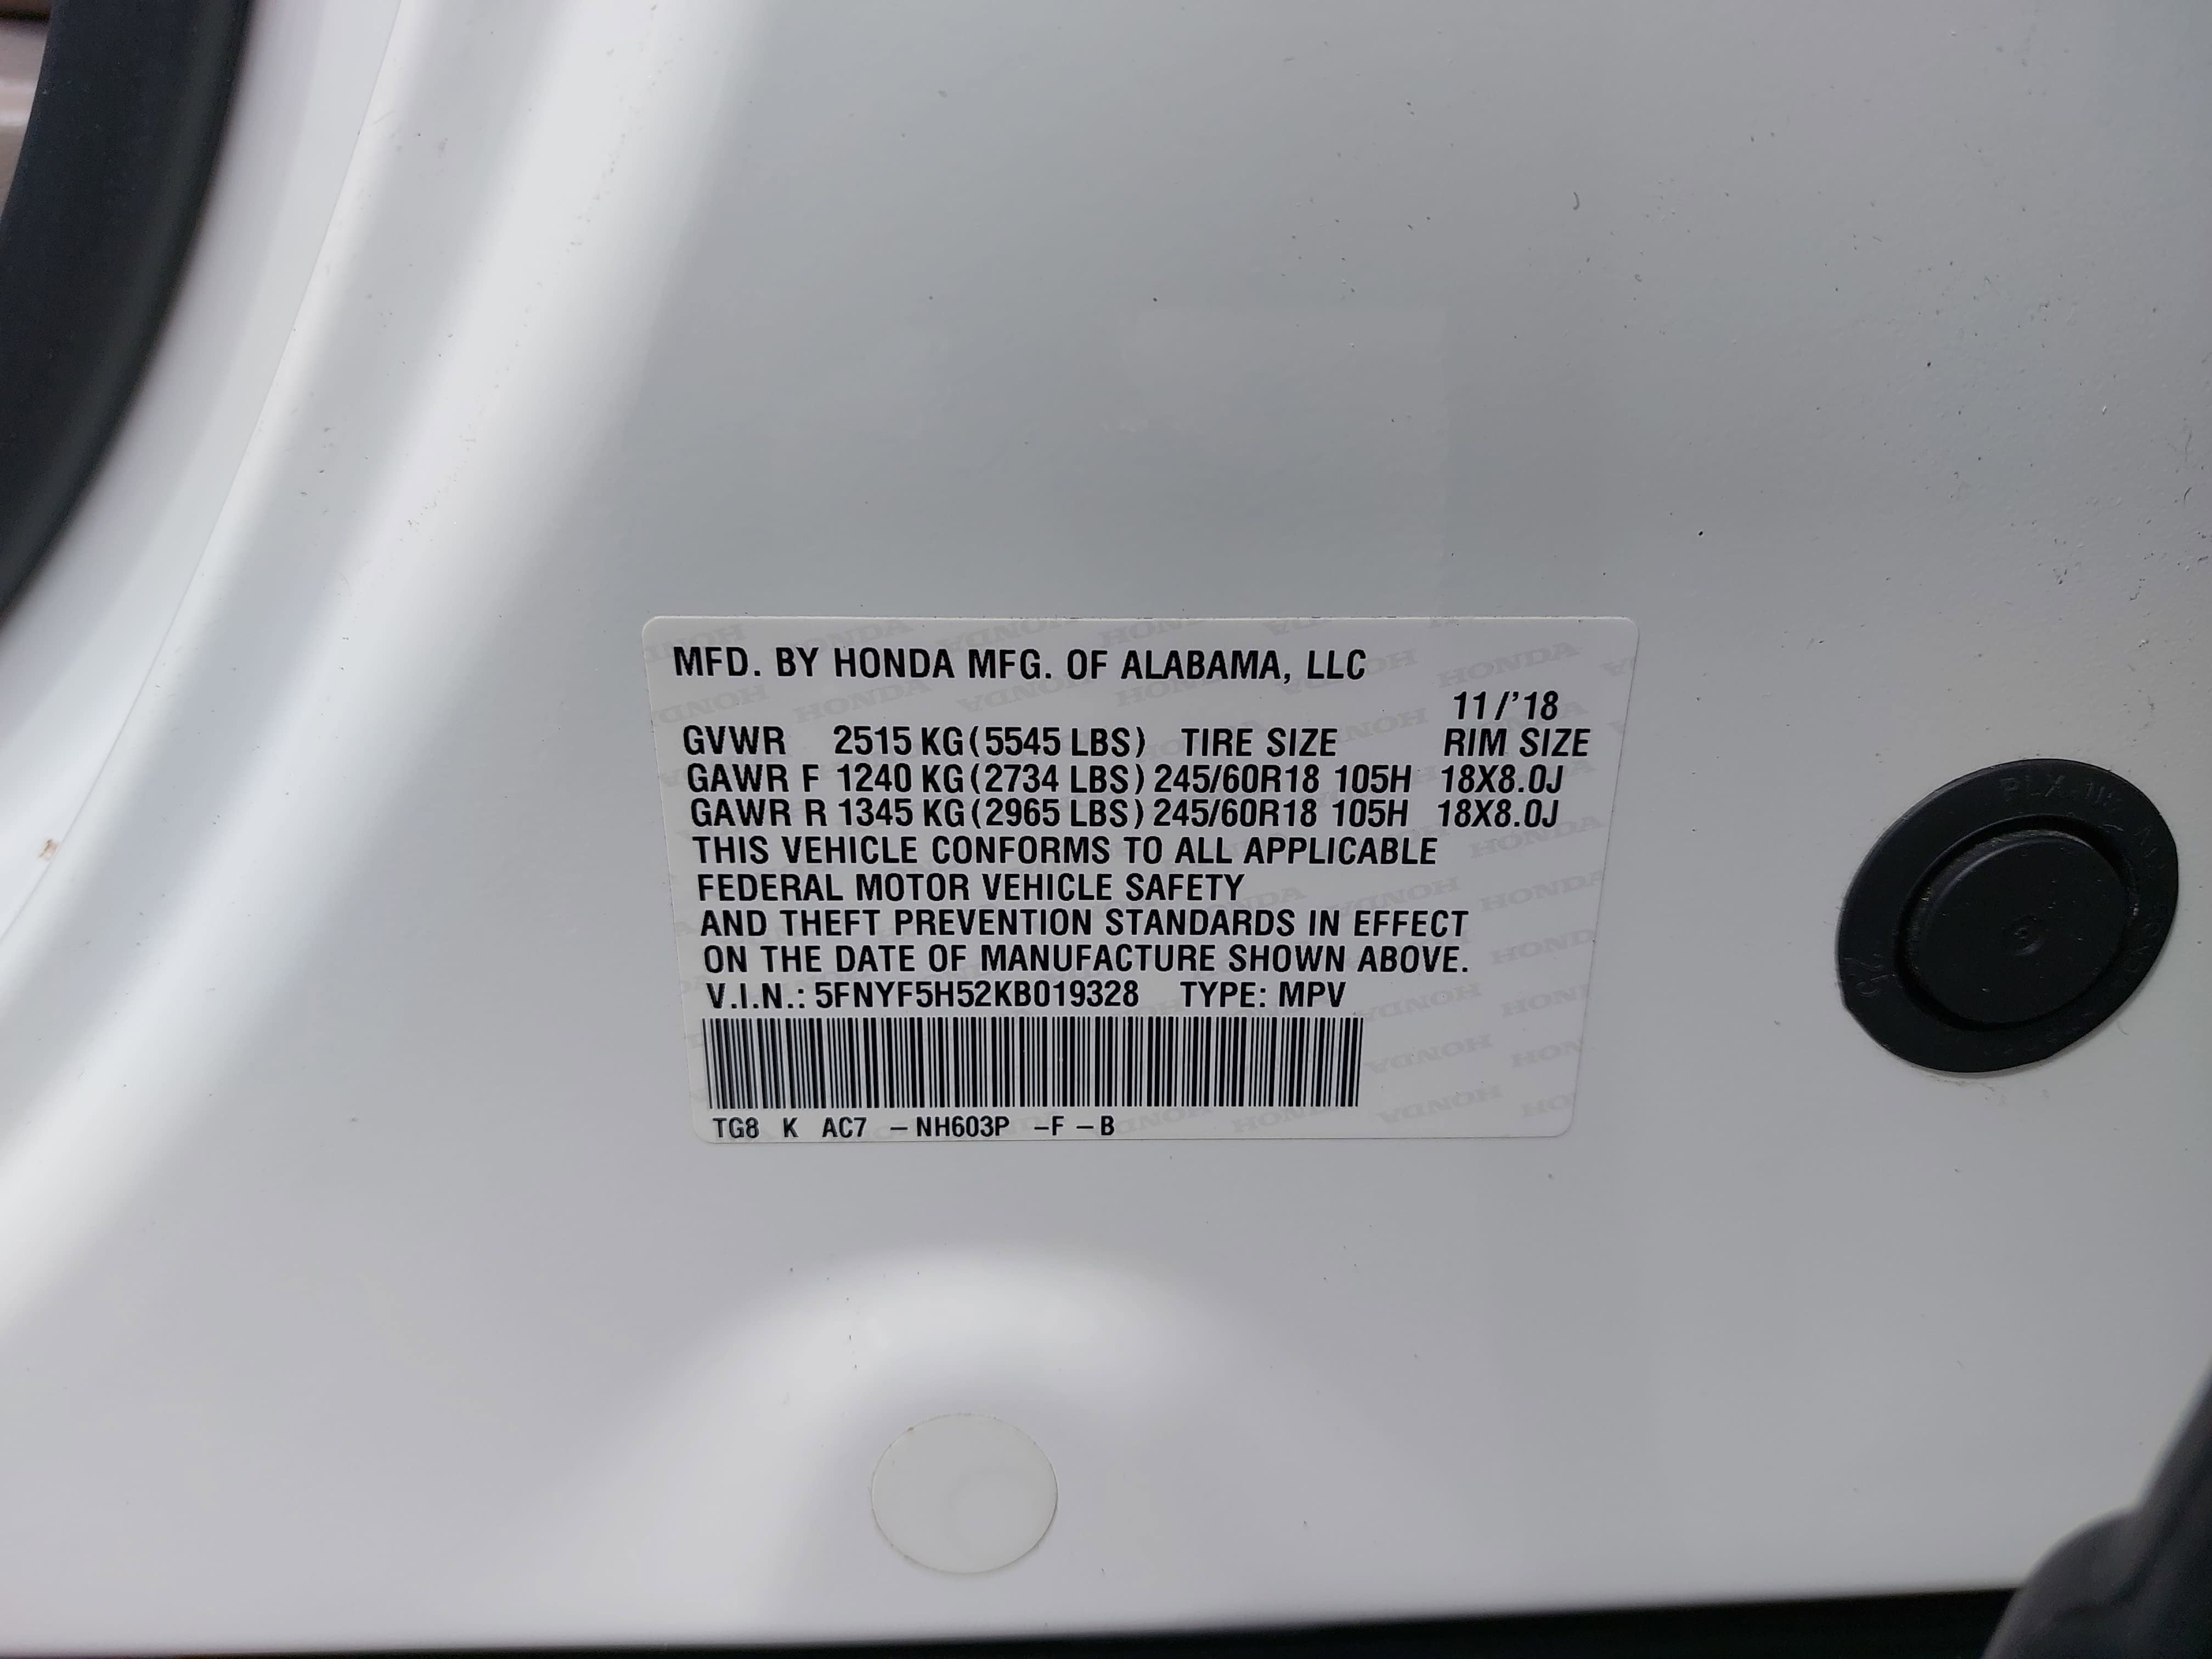 MFD. BY HONDA MFG. OF ALABAMA, LLC
11/'18
GVWR 2515 KG (5545 LBS) TIRE SIZE RIM SIZE
GAWR F 1240 KG (2734 LBS) 245/60R18 105H 18X8.0J
GAWR R 1345 KG (2965 LBS) 245/60R18 105H 18X8.0J
THIS VEHICLE CONFORMS TO ALL APPLICABLE
FEDERAL MOTOR VEHICLE SAFETY
AND THEFT PREVENTION STANDARDS IN EFFECT
ON THE DATE OF MANUFACTURE SHOWN ABOVE.
V.I.N.: 5FNYF5H52KB019328 TYPE: MPV
TG8 K AC7 -NH603P -F -B